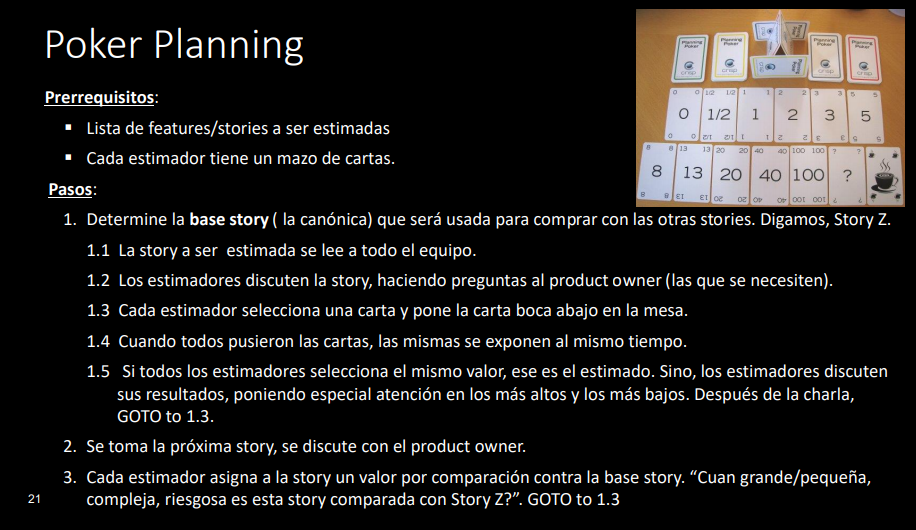 Poker Planning
Prerrequisitos:
▪ Lista de features/stories a ser estimadas
▪ Cada estimador tiene un mazo de cartas.
Pasos:
1. Determine la base story ( la canónica) que será usada para comprar con las otras stories. Digamos, Story Z.
1.1 La story a ser estimada se lee a todo el equipo.
1.2 Los estimadores discuten la story, haciendo preguntas al product owner (las que se necesiten).
1.3 Cada estimador selecciona una carta y pone la carta boca abajo en la mesa.
1.4 Cuando todos pusieron las cartas, las mismas se exponen al mismo tiempo.
1.5 Si todos los estimadores selecciona el mismo valor, ese es el estimado. Sino, los estimadores discuten
sus resultados, poniendo especial atención en los más altos y los más bajos. Después de la charla,
GOTO to 1.3.
2. Se toma la próxima story, se discute con el product owner.
3. Cada estimador asigna a la story un valor por comparación contra la base story. “Cuan grande/pequeña,
compleja, riesgosa es esta story comparada con Story Z?”. GOTO to 1.3
21
Planning Poker crisp
0 1/2 1 2 3 5
8 13 20 40 100 ?